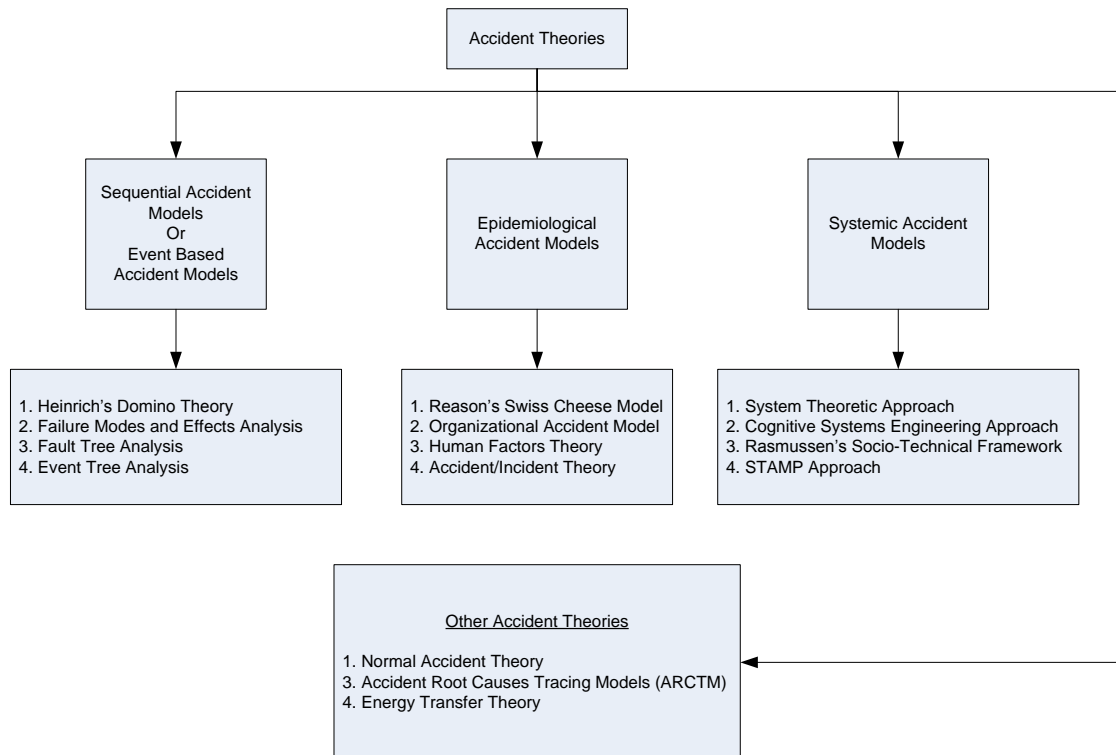 Accident Theories
Sequential Accident
Models
Or
Event Based
Accident Models
Epidemiological
Accident Models
Systemic Accident
Models
1. Heinrich’s Domino Theory
2. Failure Modes and Effects Analysis
3. Fault Tree Analysis
4. Event Tree Analysis
1. Reason’s Swiss Cheese Model
2. Organizational Accident Model
3. Human Factors Theory
4. Accident/Incident Theory
1. System Theoretic Approach
2. Cognitive Systems Engineering Approach
3. Rasmussen’s Socio-Technical Framework
4. STAMP Approach
Other Accident Theories
1. Normal Accident Theory
3. Accident Root Causes Tracing Models (ARCTM)
4. Energy Transfer Theory